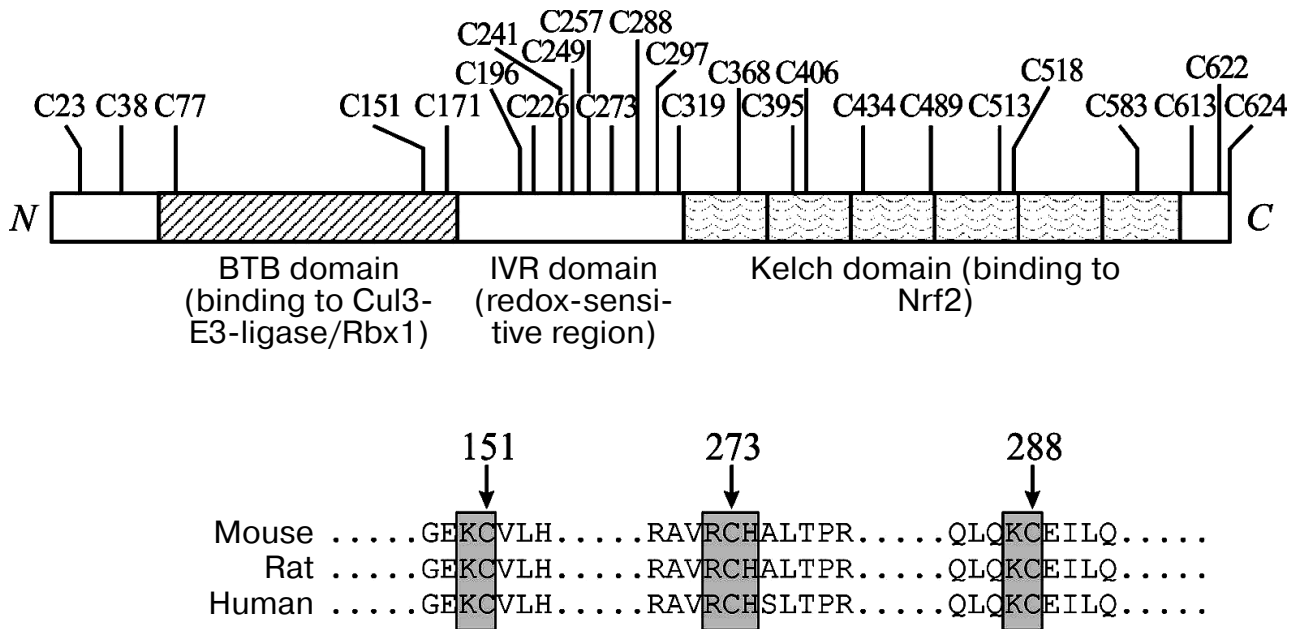 C257 C288
C241 C249 C297 C518
C196 C368 C406 C622
C23 C38 C77 C151 C171 C226 C273 C319 C395 C434 C489 C513 C583 C613 C624
N C
BTB domain IVR domain Kelch domain (binding to
(binding to Cul3- (redox-sensi- Nrf2)
E3-ligase/Rbx1) tive region)
151 273 288
Mouse .....GEKCVLH.....RAVRCHALTPR.....QLQKCEILQ.....
Rat .....GEKCVLH.....RAVRCHALTPR.....QLQKCEILQ.....
Human .....GEKCVLH.....RAVRCHSLTPR.....QLQKCEILQ.....